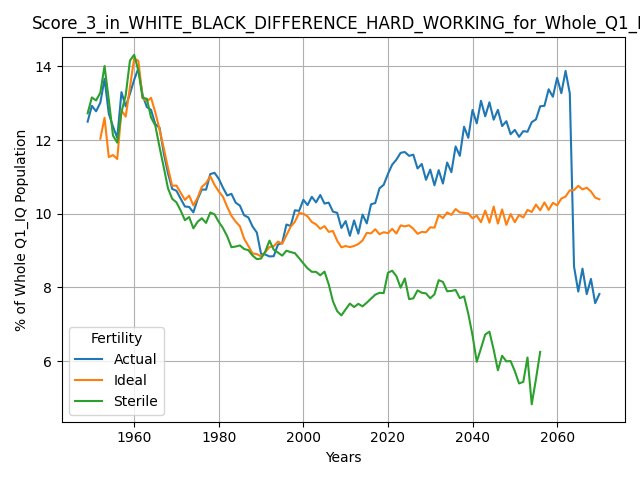 Score_3_in_WHITE_BLACK_DIFFERENCE_HARD_WORKING_for_Whole_Q1_I
14
12
10
8
6
% of Whole Q1_IQ Population
Fertility
Actual
Ideal
Sterile
1960 1980 2000 2020 2040 2060
Years